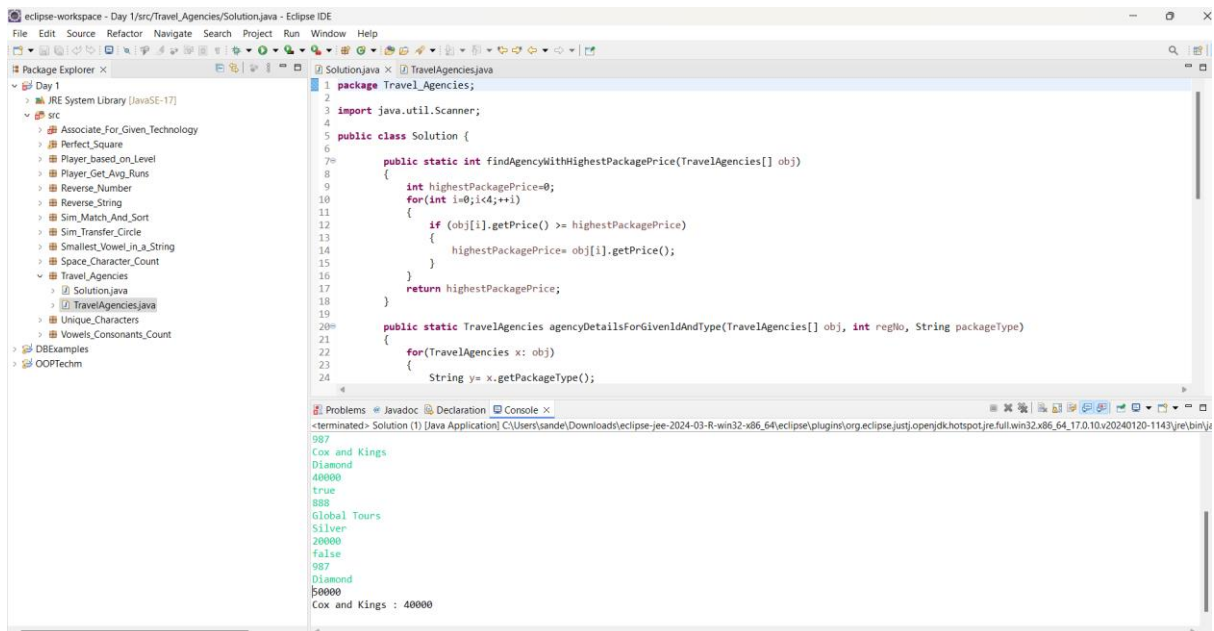 eclipse-workspace - Day 1/src/Travel_Agencies/Solution.java - Eclipse IDE
File Edit Source Refactor Navigate Search Project Run Window Help
Package Explorer
Day 1
JRE System Library [JavaSE-17]
src
Associate_For_Given_Technology
Perfect_Square
Player_based_on_Level
Player_Get_Avg_Runs
Reverse_Number
Reverse_String
Sim_Match_And_Sort
Sim_Transfer_Circle
Smallest_Vowel_in_a_String
Space_Character_Count
Travel_Agencies
Solution.java
TravelAgencies.java
Unique_Characters
Vowels_Consonants_Count
DBExamples
OOPTechm
Solution.java TravelAgencies.java
1 package Travel_Agencies;
2
3 import java.util.Scanner;
4
5 public class Solution {
6
7 public static int findAgencyWithHighestPackagePrice(TravelAgencies[] obj)
8 {
9 int highestPackagePrice=0;
10 for(int i=0;i<4;++i)
11 {
12 if (obj[i].getPrice() >= highestPackagePrice)
13 {
14 highestPackagePrice= obj[i].getPrice();
15 }
16 }
17 return highestPackagePrice;
18 }
19
20 public static TravelAgencies agencyDetailsForGivenIdAndType(TravelAgencies[] obj, int regNo, String packageType)
21 {
22 for(TravelAgencies x: obj)
23 {
24 String y= x.getPackageType();
Problems Javadoc Declaration Console
<terminated> Solution (1) [Java Application] C:\Users\sande\Downloads\eclipse-jee-2024-03-R-win32-x86_64\eclipse\plugins\org.eclipse.justj.openjdk.hotspot.jre.full.win32.x86_64_17.0.10.v20240120-1143\jre\bin\ja
987
Cox and Kings
Diamond
40000
true
888
Global Tours
Silver
20000
false
987
Diamond
50000
Cox and Kings : 40000